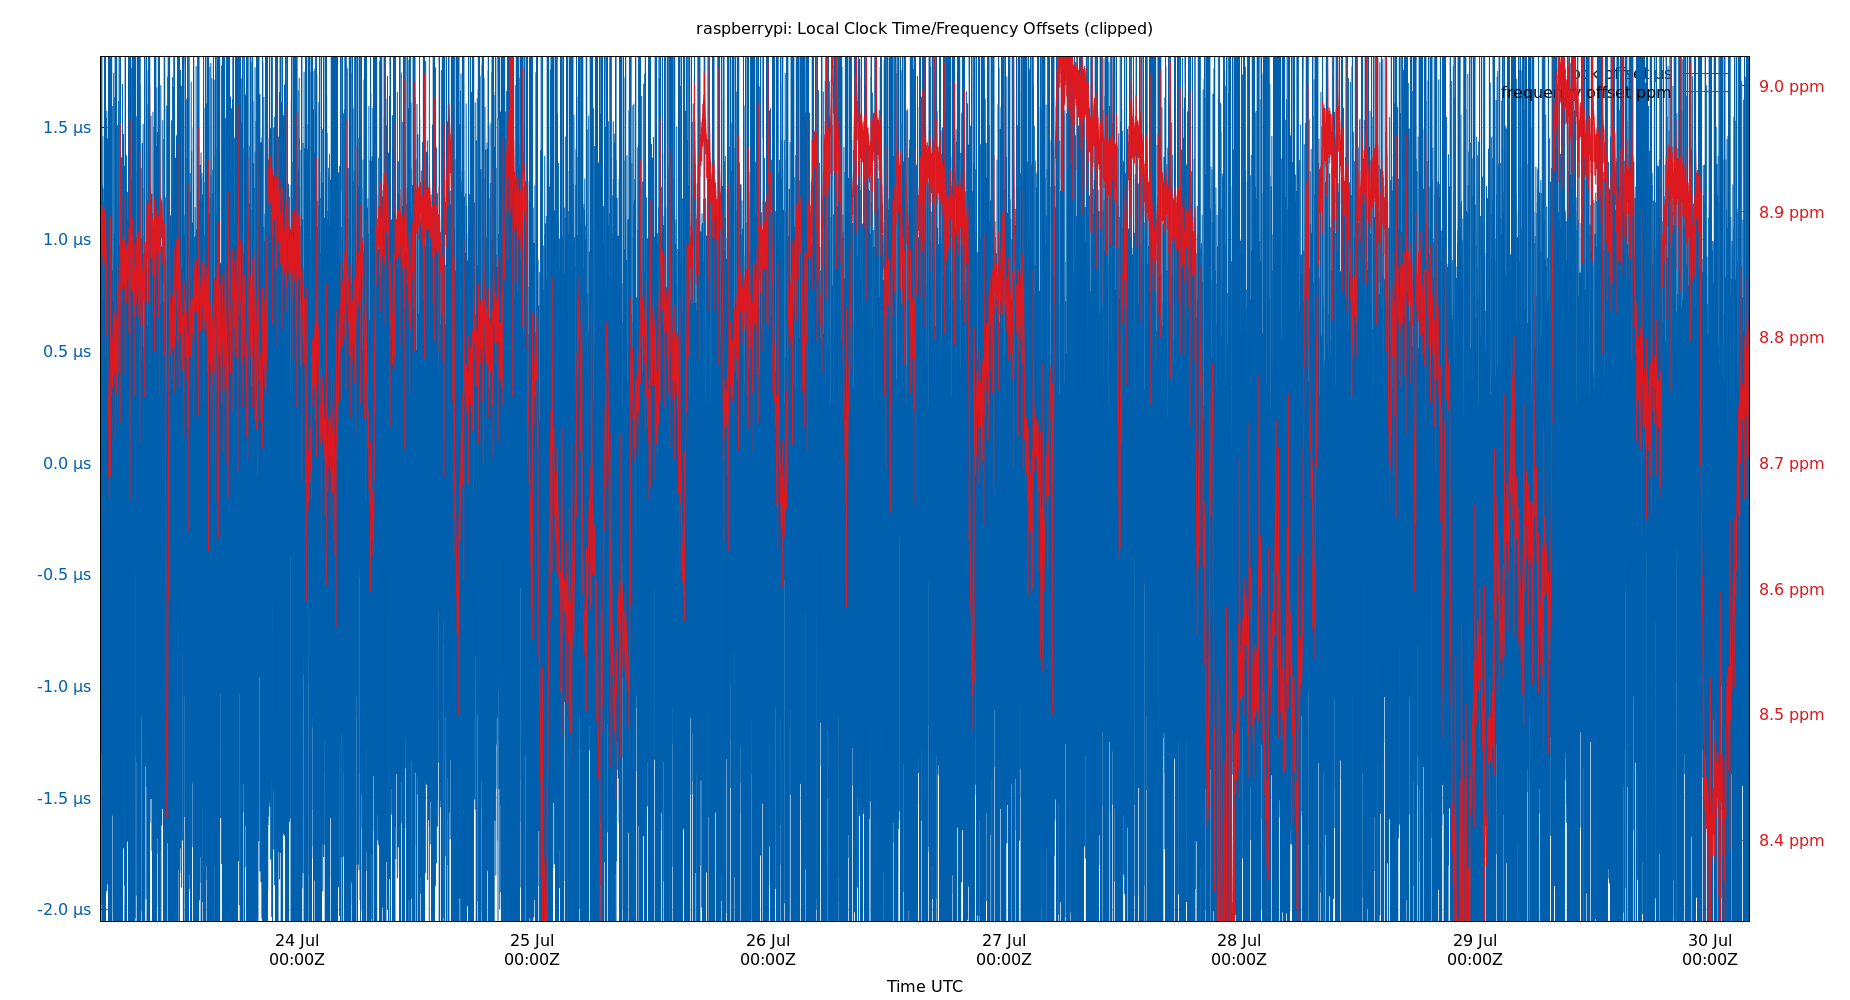 raspberrypi: Local Clock Time/Frequency Offsets (clipped)
offset µs
frequency offset ppm
1.5 µs
1.0 µs
0.5 µs
0.0 µs
-0.5 µs
-1.0 µs
-1.5 µs
-2.0 µs
9.0 ppm
8.9 ppm
8.8 ppm
8.7 ppm
8.6 ppm
8.5 ppm
8.4 ppm
24 Jul
00:00Z
25 Jul
00:00Z
26 Jul
00:00Z
27 Jul
00:00Z
28 Jul
00:00Z
29 Jul
00:00Z
30 Jul
00:00Z
Time UTC